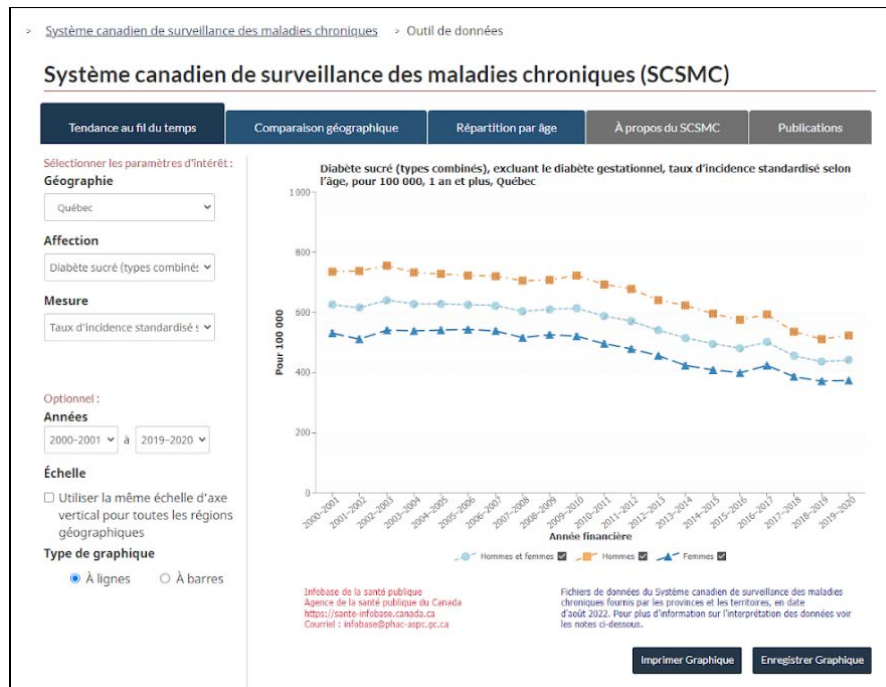 Système canadien de surveillance des maladies chroniques > Outil de données
Système canadien de surveillance des maladies chroniques (SCSMC)
Tendance au fil du temps
Comparaison géographique
Répartition par âge
À propos du SCSMC
Publications
Sélectionner les paramètres d'intérêt :
Géographie
Québec
Affection
Diabète sucré (types combinés
Mesure
Taux d'incidence standardisé s
Optionnel :
Années
2000–2001 à 2019–2020
Échelle
Utiliser la même échelle d'axe
vertical pour toutes les régions
géographiques
Type de graphique
À lignes À barres
Diabète sucré (types combinés), excluant le diabète gestationnel, taux d'incidence standardisé selon
l'âge, pour 100 000, 1 an et plus, Québec
1 000
800
600
400
200
0
Pour 100 000
2000–2001
2001–2002
2002–2003
2003–2004
2004–2005
2005–2006
2006–2007
2007–2008
2008–2009
2009–2010
2010–2011
2011–2012
2012–2013
2013–2014
2014–2015
2015–2016
2016–2017
2017–2018
2018–2019
2019–2020
Année financière
Hommes et femmes Hommes Femmes
Infobase de la santé publique
Agence de la santé publique du Canada
https://sante-infobase.canada.ca
Courriel : infobase@phac-aspc.gc.ca
Fichiers de données du Système canadien de surveillance des maladies
chroniques fournis par les provinces et les territoires, en date
d'août 2022. Pour plus d'information sur l'interprétation des données voir
les notes ci-dessous.
Imprimer Graphique
Enregistrer Graphique